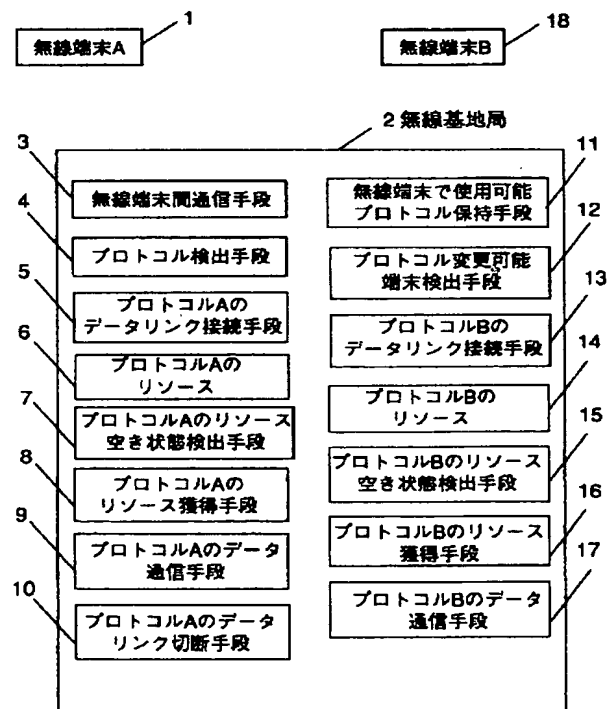 1
無線端末A
18
無線端末B
2 無線基地局
3
無線端末間通信手段
4
プロトコル検出手段
5
プロトコルAの
データリンク接続手段
6
プロトコルAの
リソース
7
プロトコルAのリソース
空き状態検出手段
8
プロトコルAの
リソース獲得手段
9
プロトコルAのデータ
通信手段
10
プロトコルAのデータ
リンク切断手段
11
無線端末で使用可能
プロトコル保持手段
12
プロトコル変更可能
端末検出手段
13
プロトコルBの
データリンク接続手段
14
プロトコルBの
リソース
15
プロトコルBのリソース
空き状態検出手段
16
プロトコルBのリソース
獲得手段
17
プロトコルBのデータ
通信手段